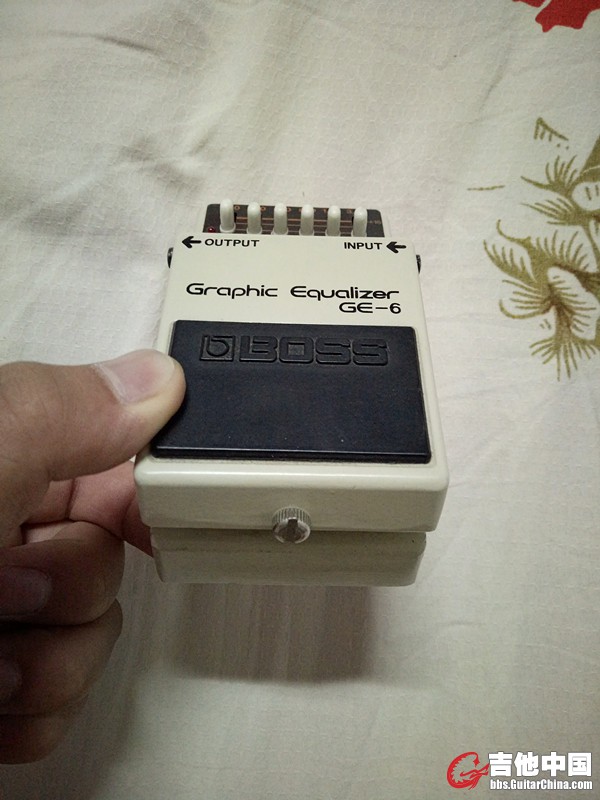 ← OUTPUT
INPUT ←
Graphic Equalizer
GE-6
BOSS
吉他中国
bbs.GuitarChina.com